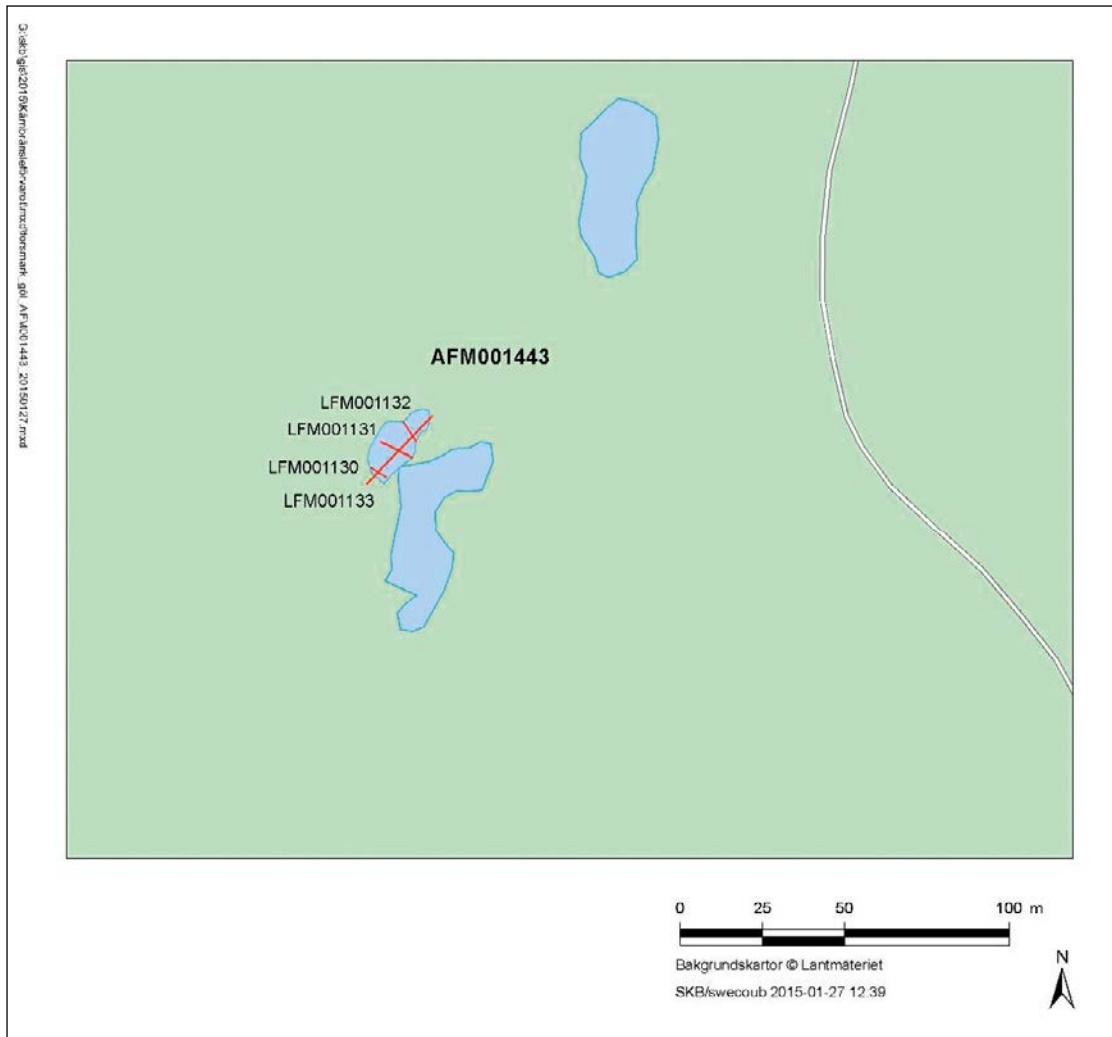 AFM001443
LFM001132
LFM001131
LFM001130
LFM001133
0 25 50 100 m
Bakgrundskartor © Lantmäteriet
SKB/swecoub 2015-01-27 12.39
N